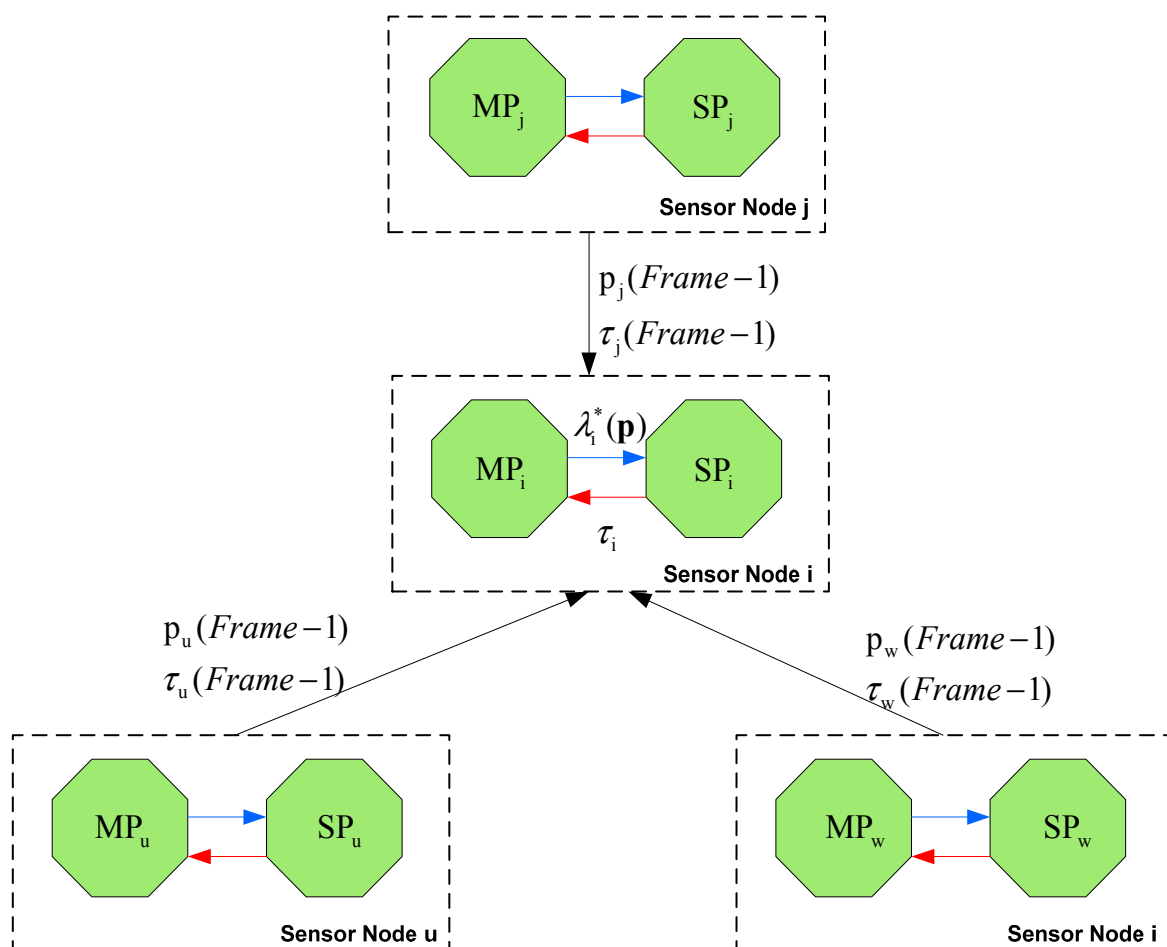 MP_j SP_j
Sensor Node j
p_j(Frame−1)
τ_j(Frame−1)
λ_i^*(p)
MP_i SP_i
τ_i
Sensor Node i
p_u(Frame−1)
τ_u(Frame−1)
p_w(Frame−1)
τ_w(Frame−1)
MP_u SP_u
Sensor Node u
MP_w SP_w
Sensor Node i